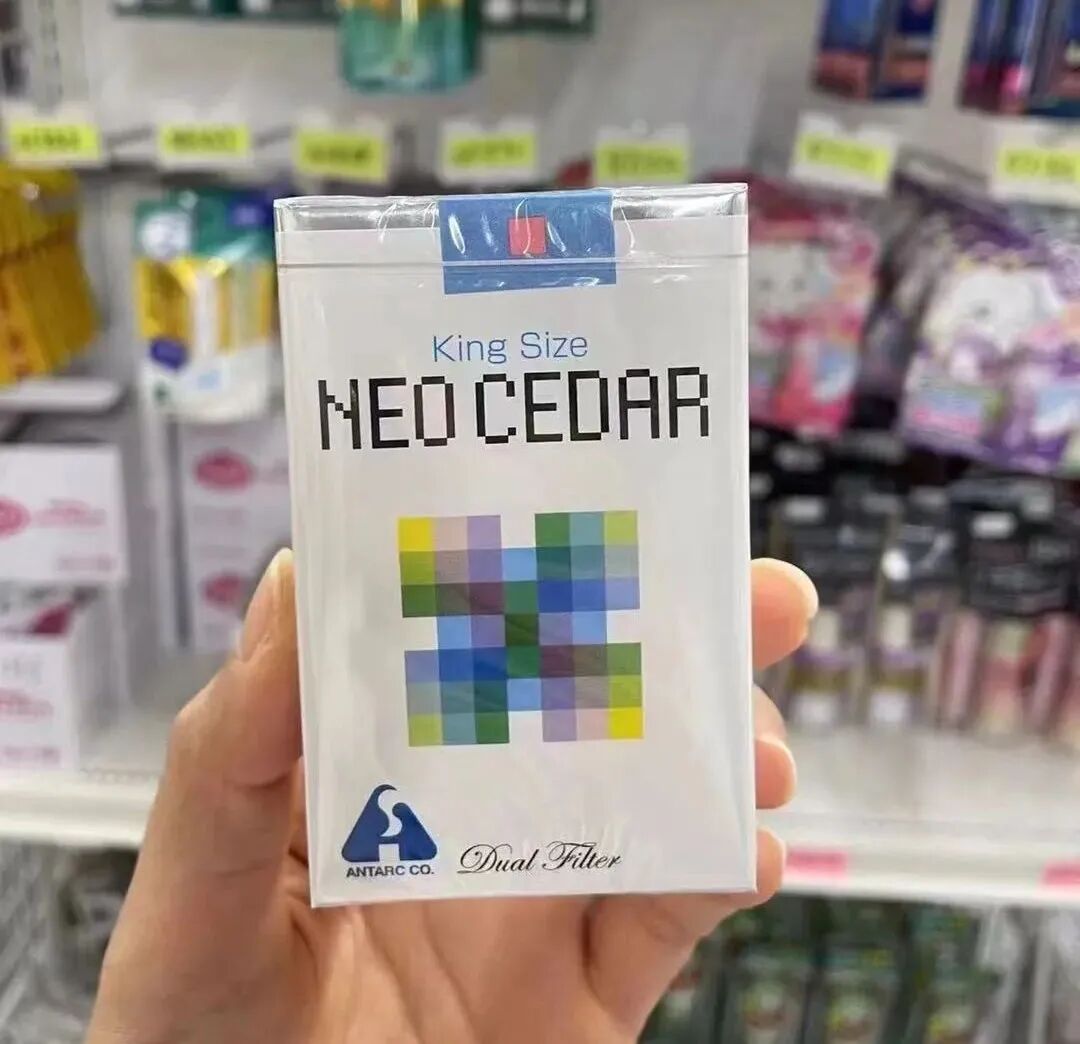 King Size
NEO CEDAR
ANTARC CO.
Dual Filter